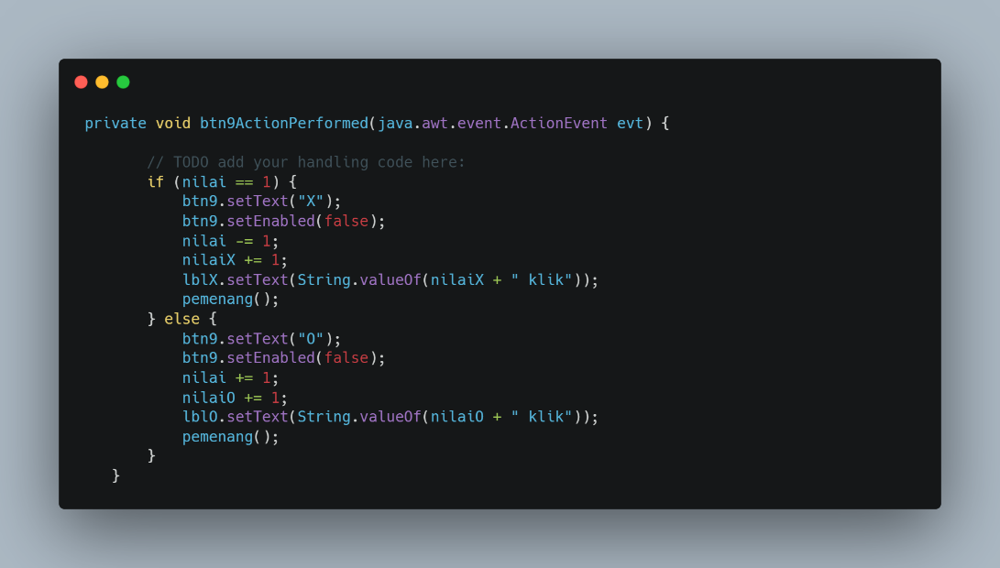 private void btn9ActionPerformed(java.awt.event.ActionEvent evt) {
// TODO add your handling code here:
if (nilai == 1) {
btn9.setText("X");
btn9.setEnabled(false);
nilai -= 1;
nilaiX += 1;
lblX.setText(String.valueOf(nilaiX + " klik"));
pemenang();
} else {
btn9.setText("O");
btn9.setEnabled(false);
nilai += 1;
nilaiO += 1;
lblO.setText(String.valueOf(nilaiO + " klik"));
pemenang();
}
}